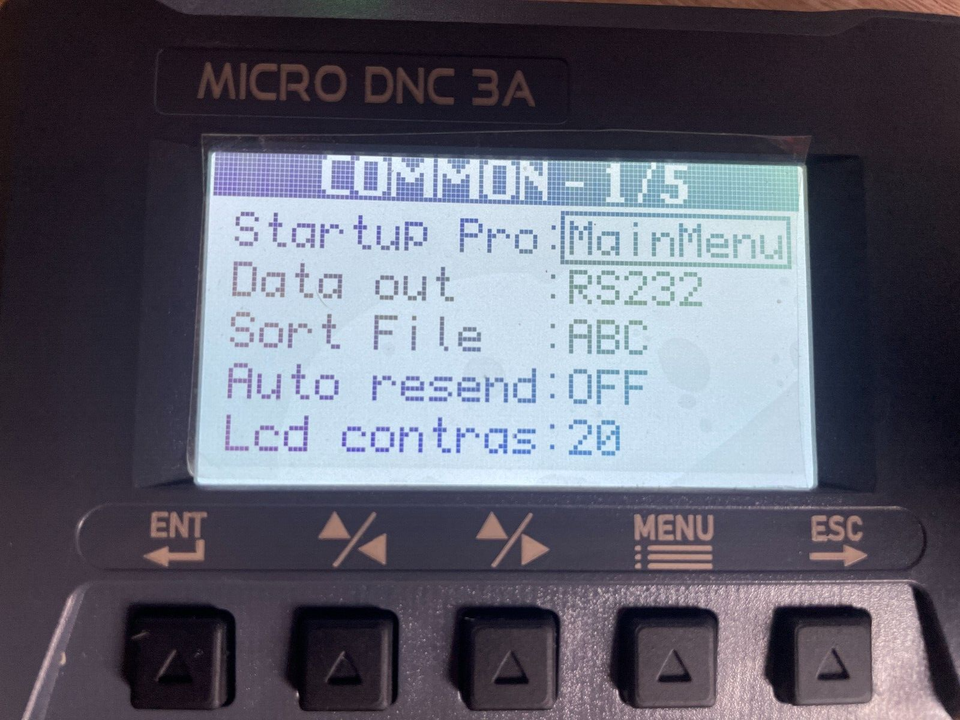 MICRO DNC 3A
COMMON-1/5
Startup Pro:MainMenu
Data out :RS232
Sort File :ABC
Auto resend:OFF
Lcd contras:20
ENT
MENU
ESC